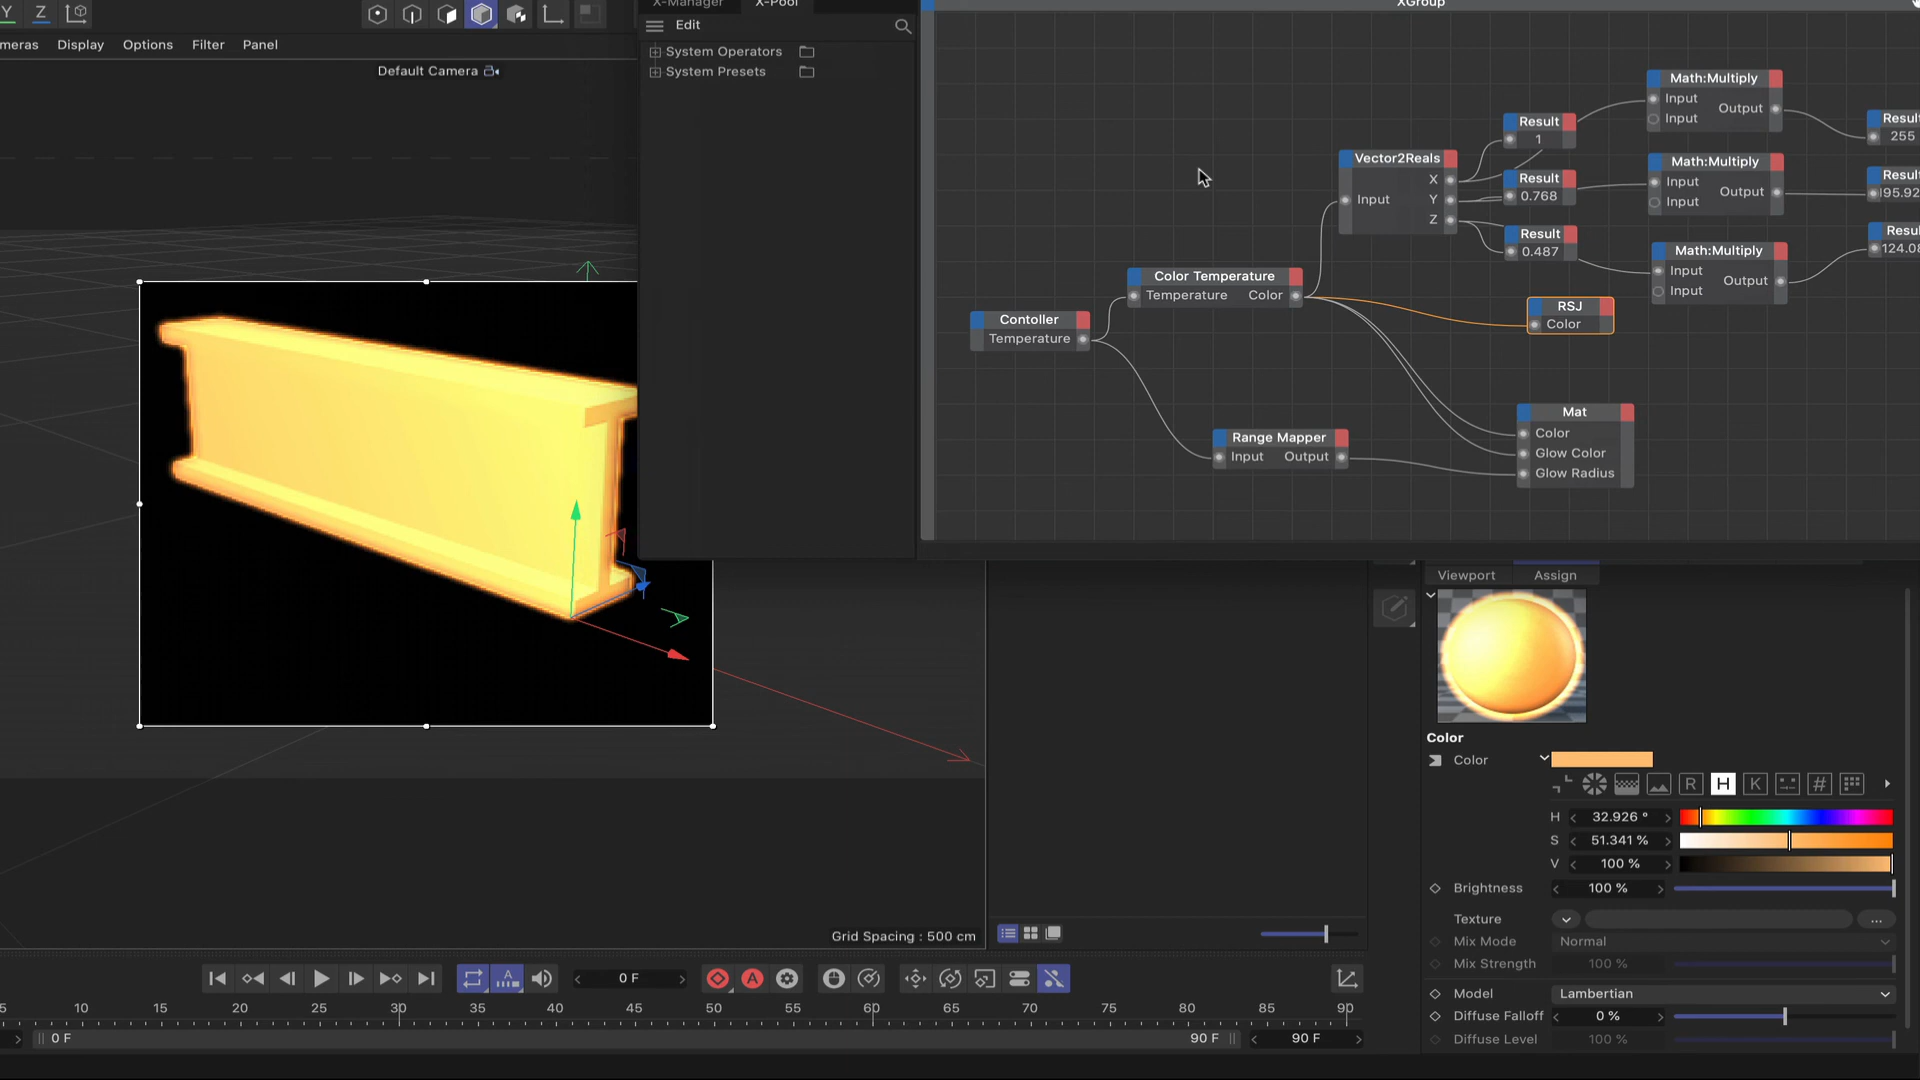 Y Z
meras Display Options Filter Panel
Default Camera
Grid Spacing : 500 cm
X-Manager X-Pool
Edit
System Operators
System Presets
XGroup
Contoller
Temperature
Color Temperature
Temperature Color
Range Mapper
Input Output
Vector2Reals
X
Input Y
Z
Result
1
Result
0.768
Result
0.487
Math:Multiply
Input
Output
Input
Math:Multiply
Input
Output
Input
Math:Multiply
Input
Output
Input
Resul
255
Resul
195.92
Resu
124.08
RSJ
Color
Mat
Color
Glow Color
Glow Radius
Viewport Assign
Color
Color
R H K #
H 32.926 °
S 51.341 %
V 100 %
Brightness 100 %
Texture ...
Mix Mode Normal
Mix Strength 100 %
Model Lambertian
Diffuse Falloff 0 %
Diffuse Level 100 %
A 0 F A
5 10 15 20 25 30 35 40 45 50 55 60 65 70 75 80 85 90
0 F 90 F 90 F